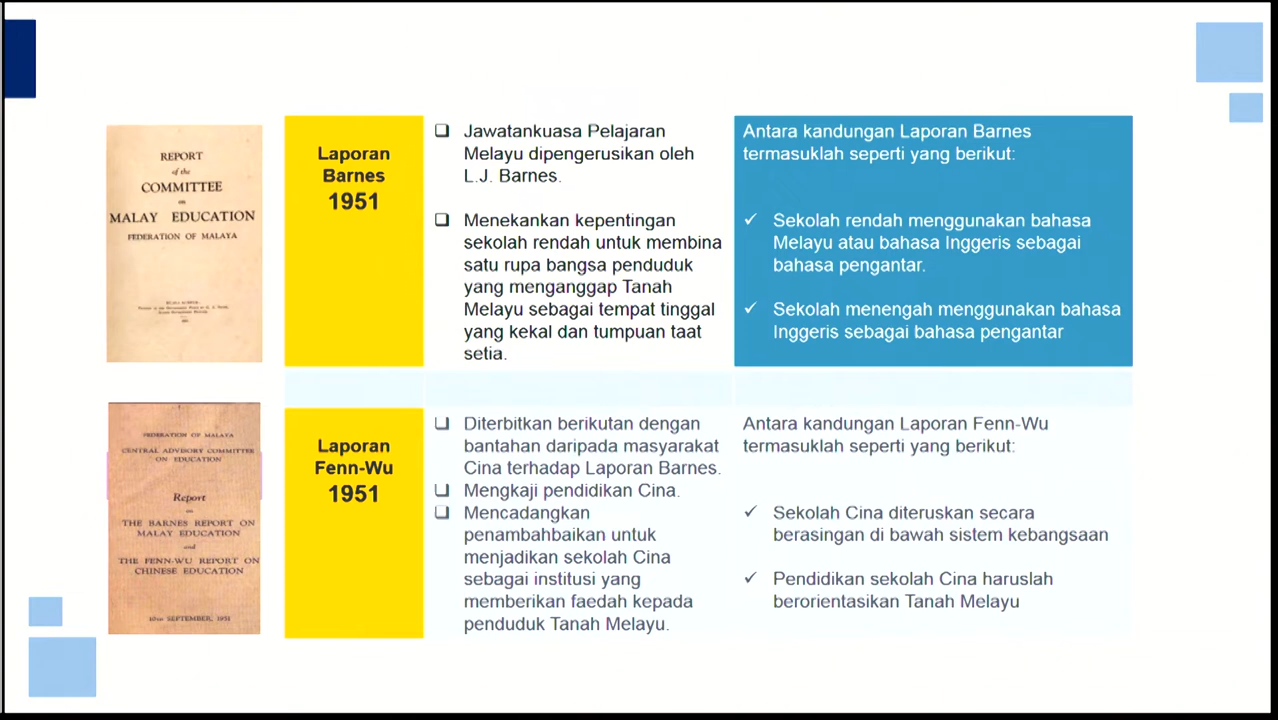 REPORT
of the
COMMITTEE
on
MALAY EDUCATION
FEDERATION OF MALAYA
Laporan
Barnes
1951
❑ Jawatankuasa Pelajaran
Melayu dipengerusikan oleh
L.J. Barnes.
❑ Menekankan kepentingan
sekolah rendah untuk membina
satu rupa bangsa penduduk
yang menganggap Tanah
Melayu sebagai tempat tinggal
yang kekal dan tumpuan taat
setia.
Antara kandungan Laporan Barnes
termasuklah seperti yang berikut:
✓ Sekolah rendah menggunakan bahasa
Melayu atau bahasa Inggeris sebagai
bahasa pengantar.
✓ Sekolah menengah menggunakan bahasa
Inggeris sebagai bahasa pengantar
FEDERATION OF MALAYA
CENTRAL ADVISORY COMMITTEE
ON EDUCATION
Report
on
THE BARNES REPORT ON
MALAY EDUCATION
and
THE FENN-WU REPORT ON
CHINESE EDUCATION
10TH SEPTEMBER, 1951
Laporan
Fenn-Wu
1951
❑ Diterbitkan berikutan dengan
bantahan daripada masyarakat
Cina terhadap Laporan Barnes.
❑ Mengkaji pendidikan Cina.
❑ Mencadangkan
penambahbaikan untuk
menjadikan sekolah Cina
sebagai institusi yang
memberikan faedah kepada
penduduk Tanah Melayu.
Antara kandungan Laporan Fenn-Wu
termasuklah seperti yang berikut:
✓ Sekolah Cina diteruskan secara
berasingan di bawah sistem kebangsaan
✓ Pendidikan sekolah Cina haruslah
berorientasikan Tanah Melayu